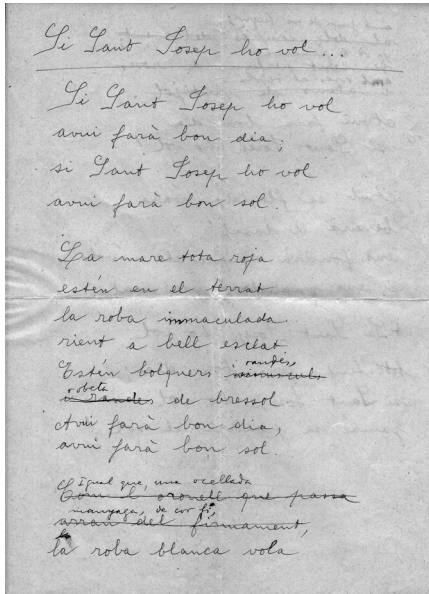 Si Sant Josep ho vol...
Si Sant Josep ho vol
avui farà bon dia;
si Sant Josep ho vol
avui farà bon sol.
La mare tota roja
estén en el terrat
la roba immaculada
rient a bell esclat
randes,
Estén bolquers i
robeta
i randes de bressol.
Avui farà bon dia,
avui farà bon sol.
Igual que, una ocellada
Com l oronell que passa
manyaga, de cor fi,
arran del firmament,
la roba blanca vola